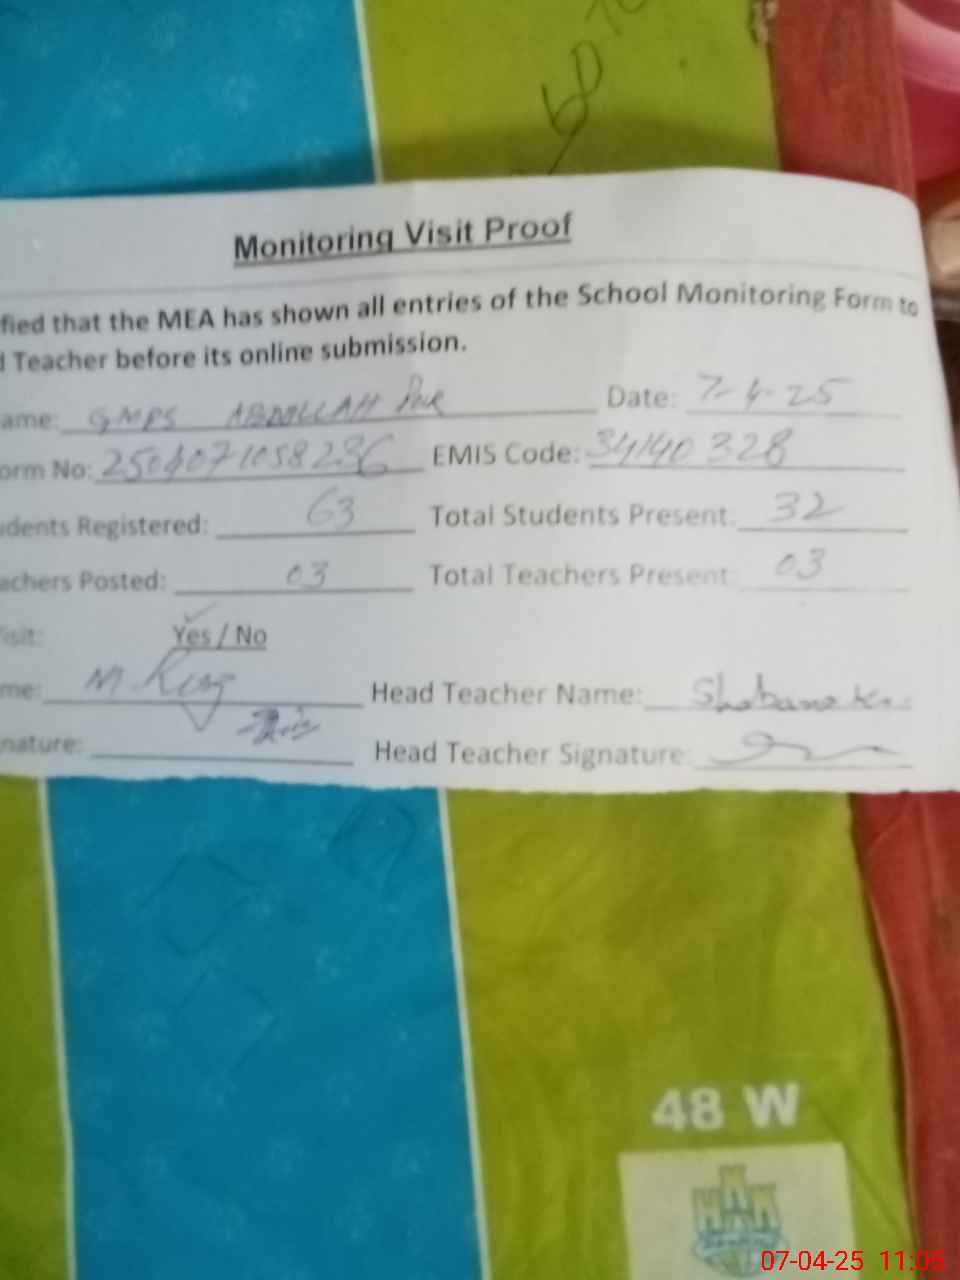 Monitoring Visit Proof
fied that the MEA has shown all entries of the School Monitoring Form to
d Teacher before its online submission.
ame: GMPS ABDULLAH Pur Date: 7-4-25
orm No: EMIS Code: 34140328
udents Registered: 63 Total Students Present: 32
achers Posted: 03 Total Teachers Present: 03
isit: Yes / No
me: M Head Teacher Name: Shabana
nature: Head Teacher Signature:
48 W
07-04-25 11:05